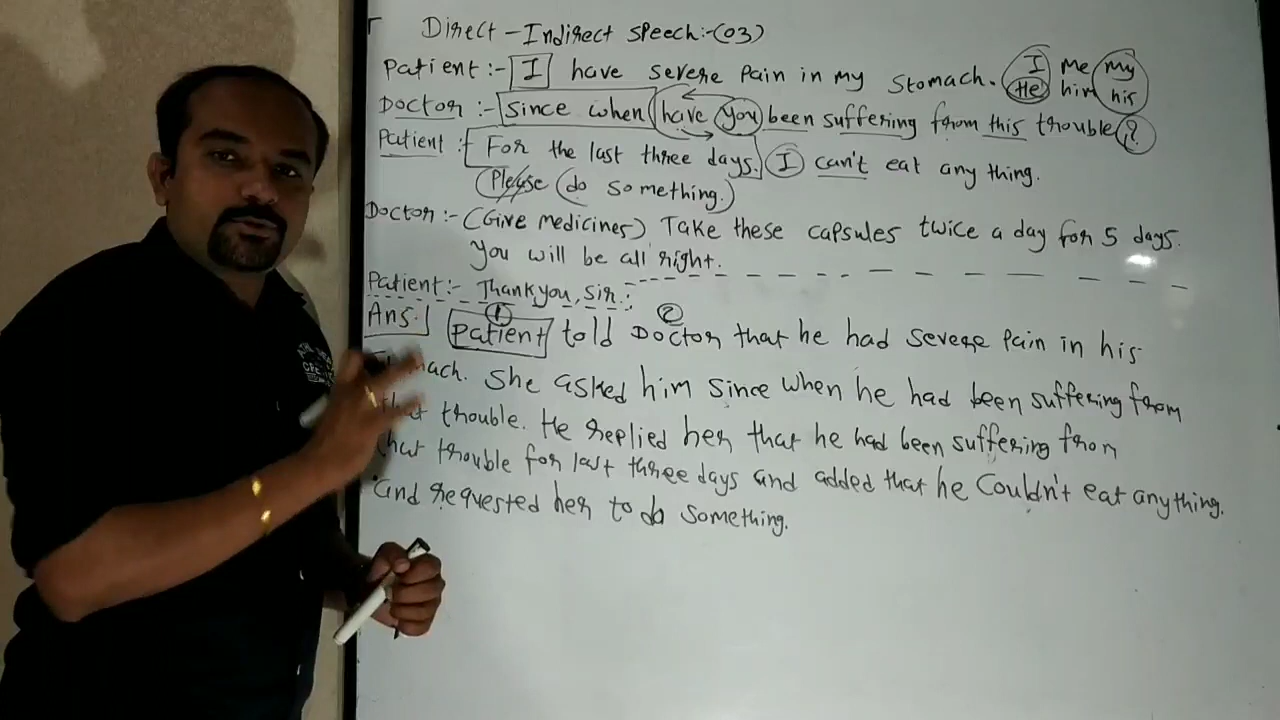 Direct - Indirect speech:-(03)
Patient :- I have severe pain in my stomach. I me my
He him his
Doctor :- since when have you been suffering from this trouble?
Patient :- For the last three days. I can't eat any thing.
Please do something.
Doctor :- (Give medicines) Take these capsules twice a day for 5 days.
You will be all right.
Patient :- Thank you, Sir.
① ②
Ans. Patient told Doctor that he had severe pain in his
mach. She asked him since when he had been suffering from
that trouble. He replied her that he had been suffering from
that trouble for last three days and added that he couldn't eat anything.
and requested her to do something.